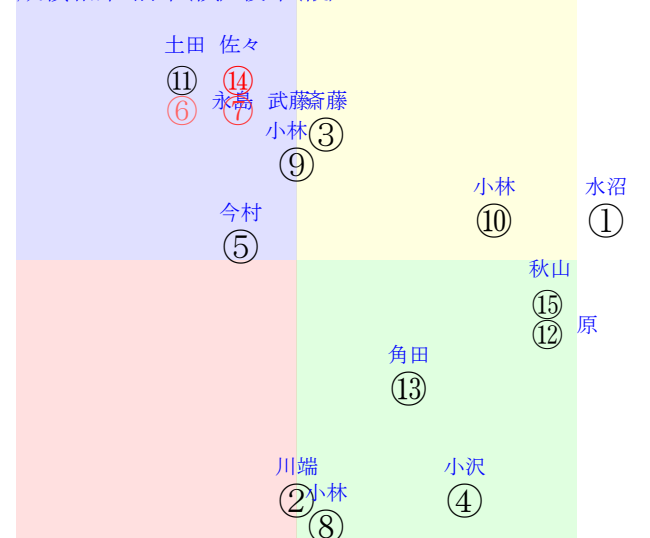 土田 佐々
⑪ ⑭
永島 武藤 斎藤
⑥ ⑦
小林 ③
⑨
小林 水沼
⑩ ①
今村
⑤
秋山
⑮
原
⑫
角田
⑬
川端 小沢
② 小林 ④
⑧